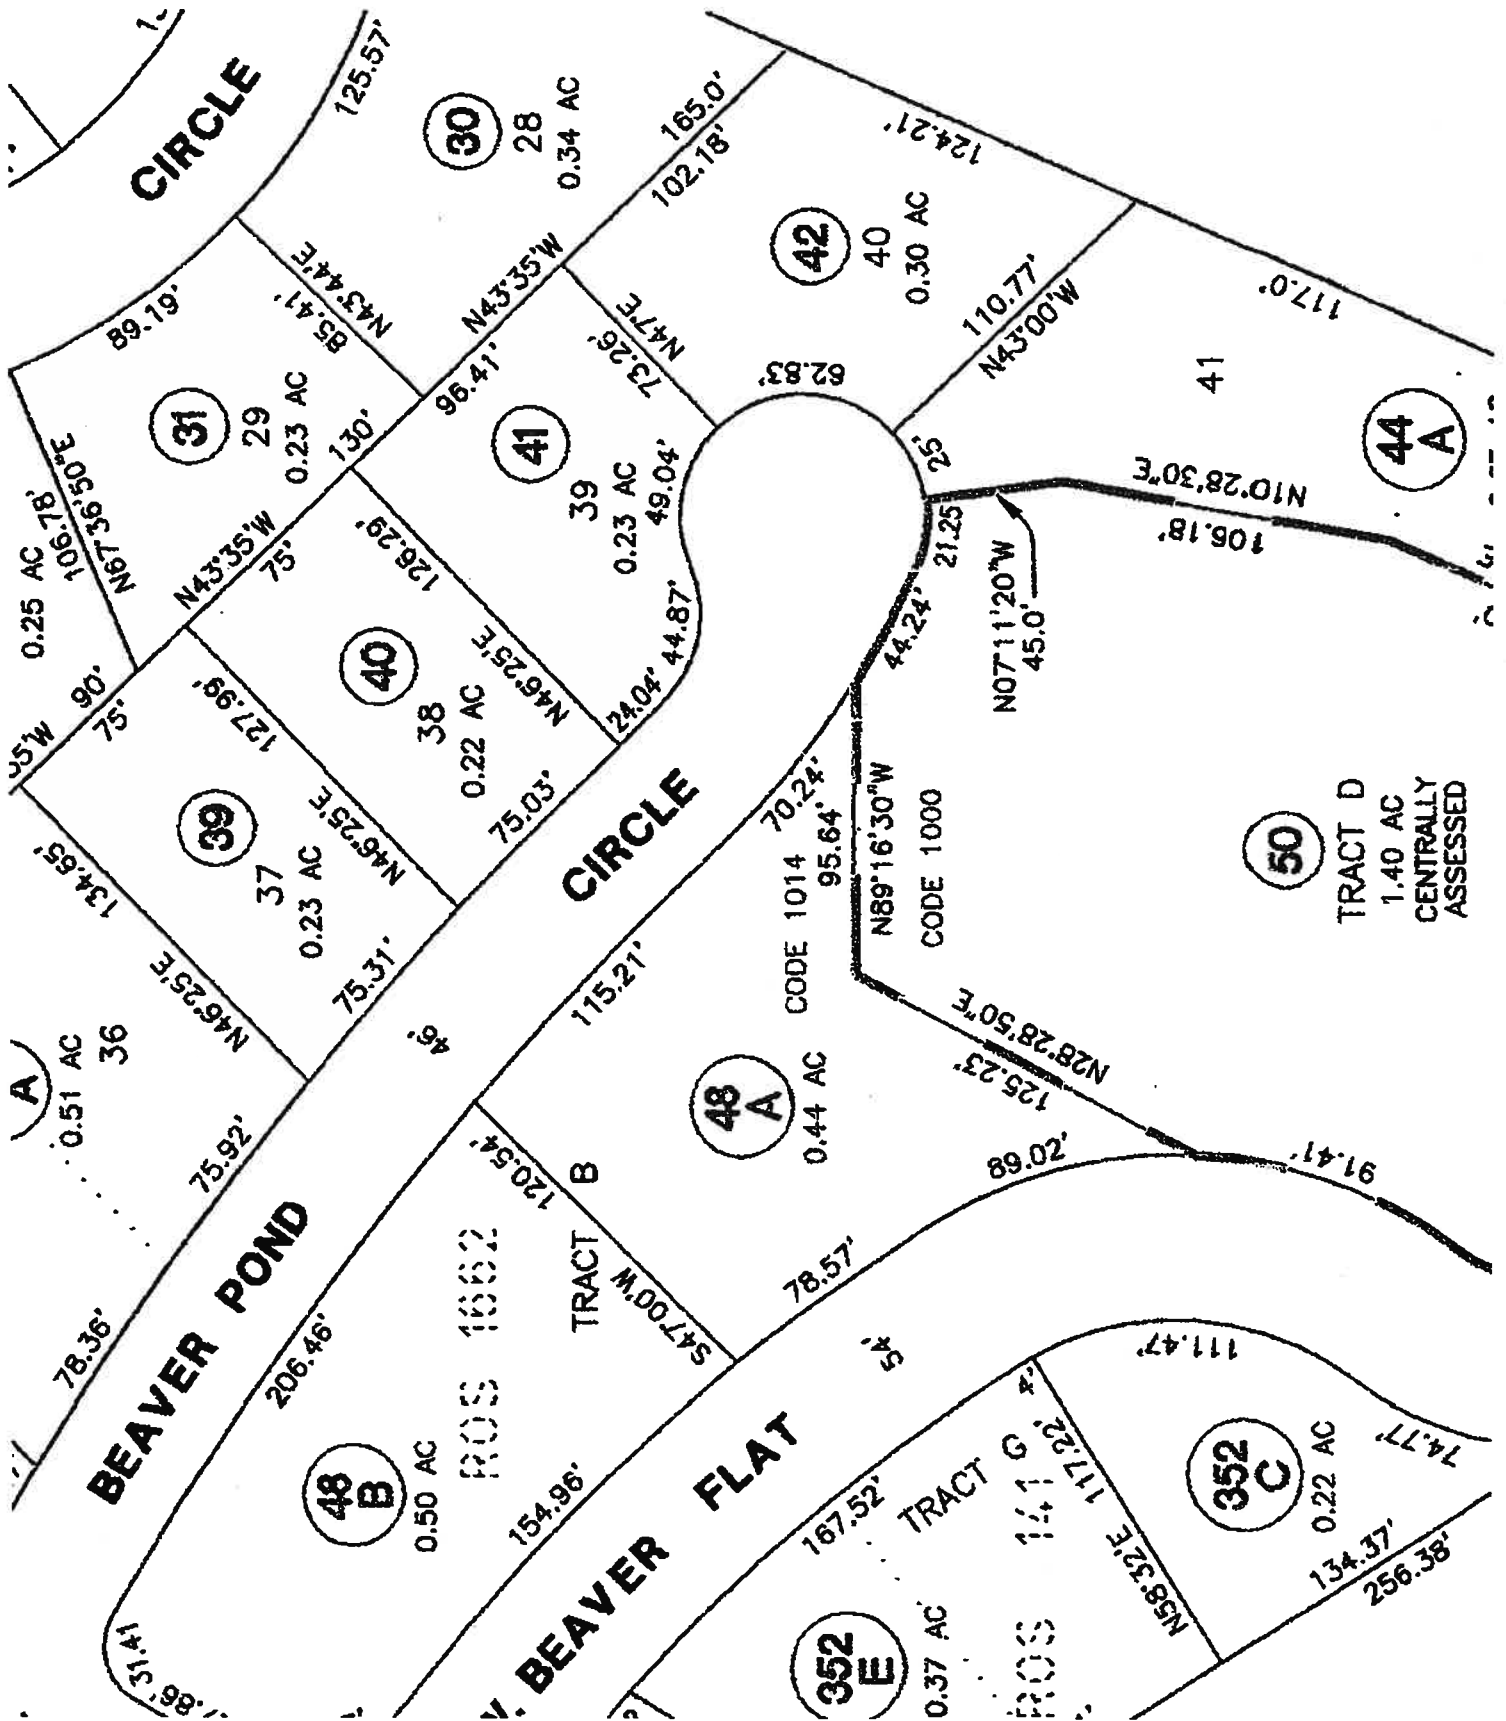 CIRCLE
125.57'
30
28
0.34 AC
165.0'
102.18'
124.21'
89.19'
N43°44'E
85.41'
N43°35'W
96.41'
31
29
0.23 AC
130'
N47°E
73.26'
42
40
0.30 AC
110.77'
N43°00'W
117.0'
0.25 AC
106.78'
N67°36'50"E
N43°35'W
75'
41
39
0.23 AC
49.04'
62.83'
25'
41
44
A
126.29'
N46°25'E
40
38
0.22 AC
24.04'
44.87'
21.25'
44.24'
N07°11'20"W
45.0'
N10°28'30"E
106.18'
90'
75'
127.99'
N46°25'E
39
37
0.23 AC
75.03'
CIRCLE
70.24'
CODE 1014
95.64'
N89°16'30"W
CODE 1000
50
TRACT D
1.40 AC
CENTRALLY
ASSESSED
134.65'
N46°25'E
75.31'
46'
115.21'
A
0.51 AC
36
75.92'
78.36'
BEAVER POND
206.46'
120.54'
S47°00'W
TRACT B
ROS 1662
48
A
0.44 AC
N28°28'50"E
125.23'
89.02'
91.41'
78.57'
54'
48
B
0.50 AC
154.96'
31.41
BEAVER FLAT
167.52'
TRACT G
ROS 141
4'
117.22'
N58°32'E
111.47'
74.77'
352
C
0.22 AC
134.37'
256.38'
352
E
0.37 AC